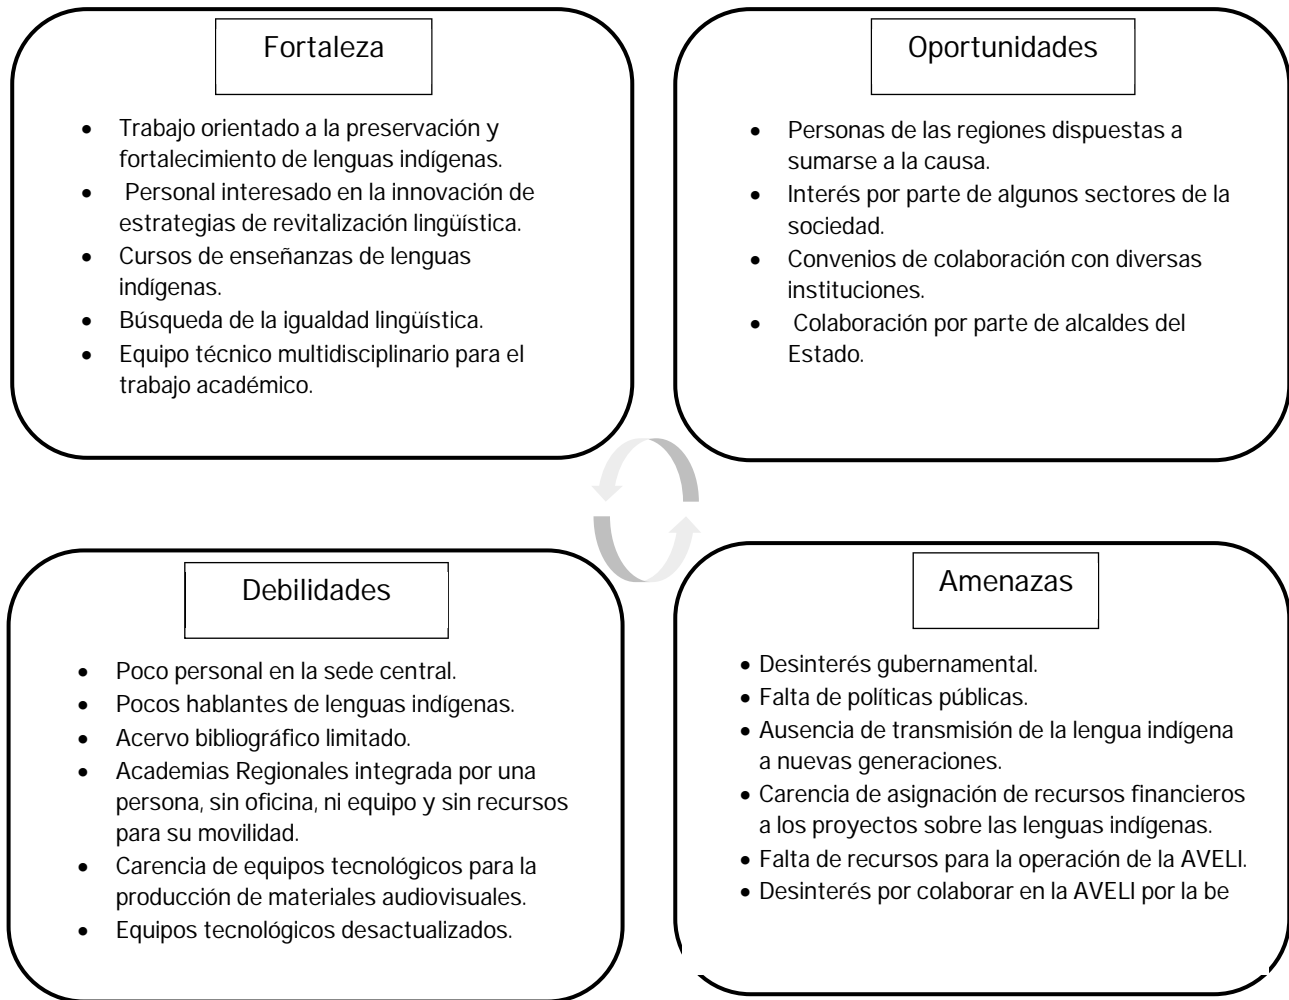 Fortaleza
• Trabajo orientado a la preservación y
fortalecimiento de lenguas indígenas.
• Personal interesado en la innovación de
estrategias de revitalización lingüística.
• Cursos de enseñanzas de lenguas
indígenas.
• Búsqueda de la igualdad lingüística.
• Equipo técnico multidisciplinario para el
trabajo académico.
Oportunidades
• Personas de las regiones dispuestas a
sumarse a la causa.
• Interés por parte de algunos sectores de la
sociedad.
• Convenios de colaboración con diversas
instituciones.
• Colaboración por parte de alcaldes del
Estado.
Debilidades
• Poco personal en la sede central.
• Pocos hablantes de lenguas indígenas.
• Acervo bibliográfico limitado.
• Academias Regionales integrada por una
persona, sin oficina, ni equipo y sin recursos
para su movilidad.
• Carencia de equipos tecnológicos para la
producción de materiales audiovisuales.
• Equipos tecnológicos desactualizados.
Amenazas
• Desinterés gubernamental.
• Falta de políticas públicas.
• Ausencia de transmisión de la lengua indígena
a nuevas generaciones.
• Carencia de asignación de recursos financieros
a los proyectos sobre las lenguas indígenas.
• Falta de recursos para la operación de la AVELI.
• Desinterés por colaborar en la AVELI por la be